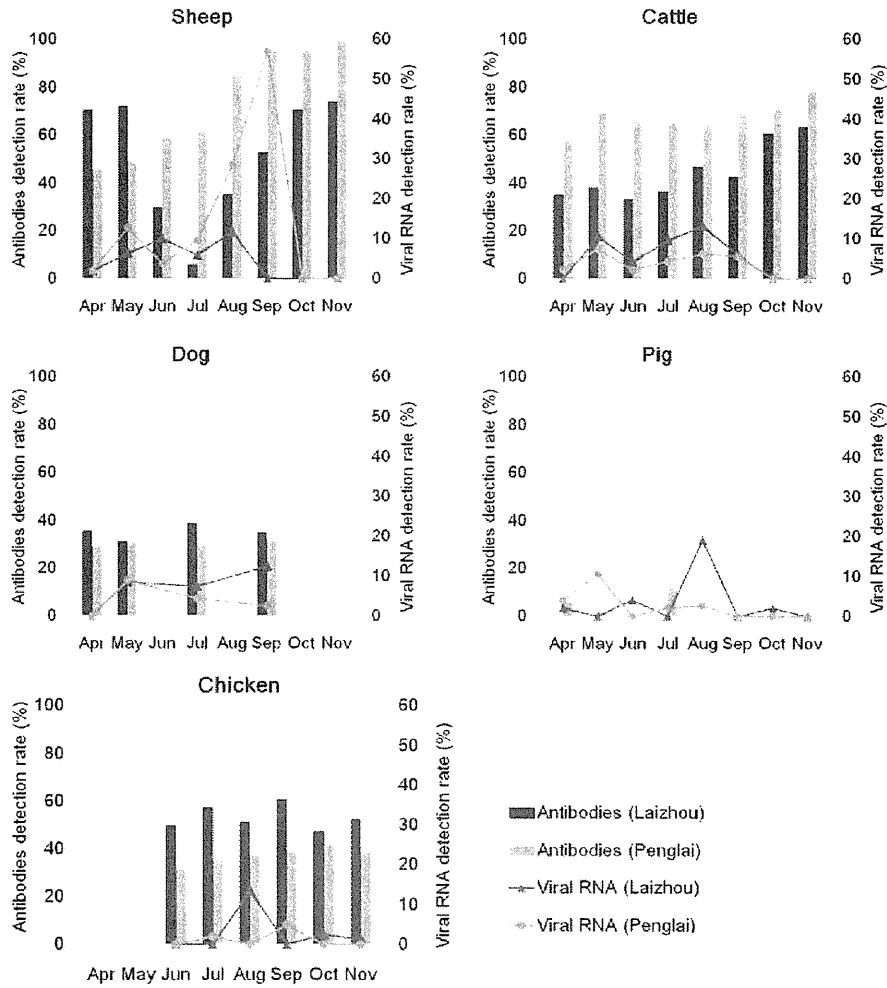 Sheep
Antibodies detection rate (%)
100
80
60
40
20
0
60
50
40
30
20
10
0
Viral RNA detection rate (%)
Apr May Jun Jul Aug Sep Oct Nov
Cattle
Antibodies detection rate (%)
100
80
60
40
20
0
60
50
40
30
20
10
0
Viral RNA detection rate (%)
Apr May Jun Jul Aug Sep Oct Nov
Dog
Antibodies detection rate (%)
100
80
60
40
20
0
60
50
40
30
20
10
0
Viral RNA detection rate (%)
Apr May Jun Jul Aug Sep Oct Nov
Pig
Antibodies detection rate (%)
100
80
60
40
20
0
60
50
40
30
20
10
0
Viral RNA detection rate (%)
Apr May Jun Jul Aug Sep Oct Nov
Chicken
Antibodies detection rate (%)
100
80
60
40
20
0
60
50
40
30
20
10
0
Viral RNA detection rate (%)
Apr May Jun Jul Aug Sep Oct Nov
Antibodies (Laizhou)
Antibodies (Penglai)
Viral RNA (Laizhou)
Viral RNA (Penglai)